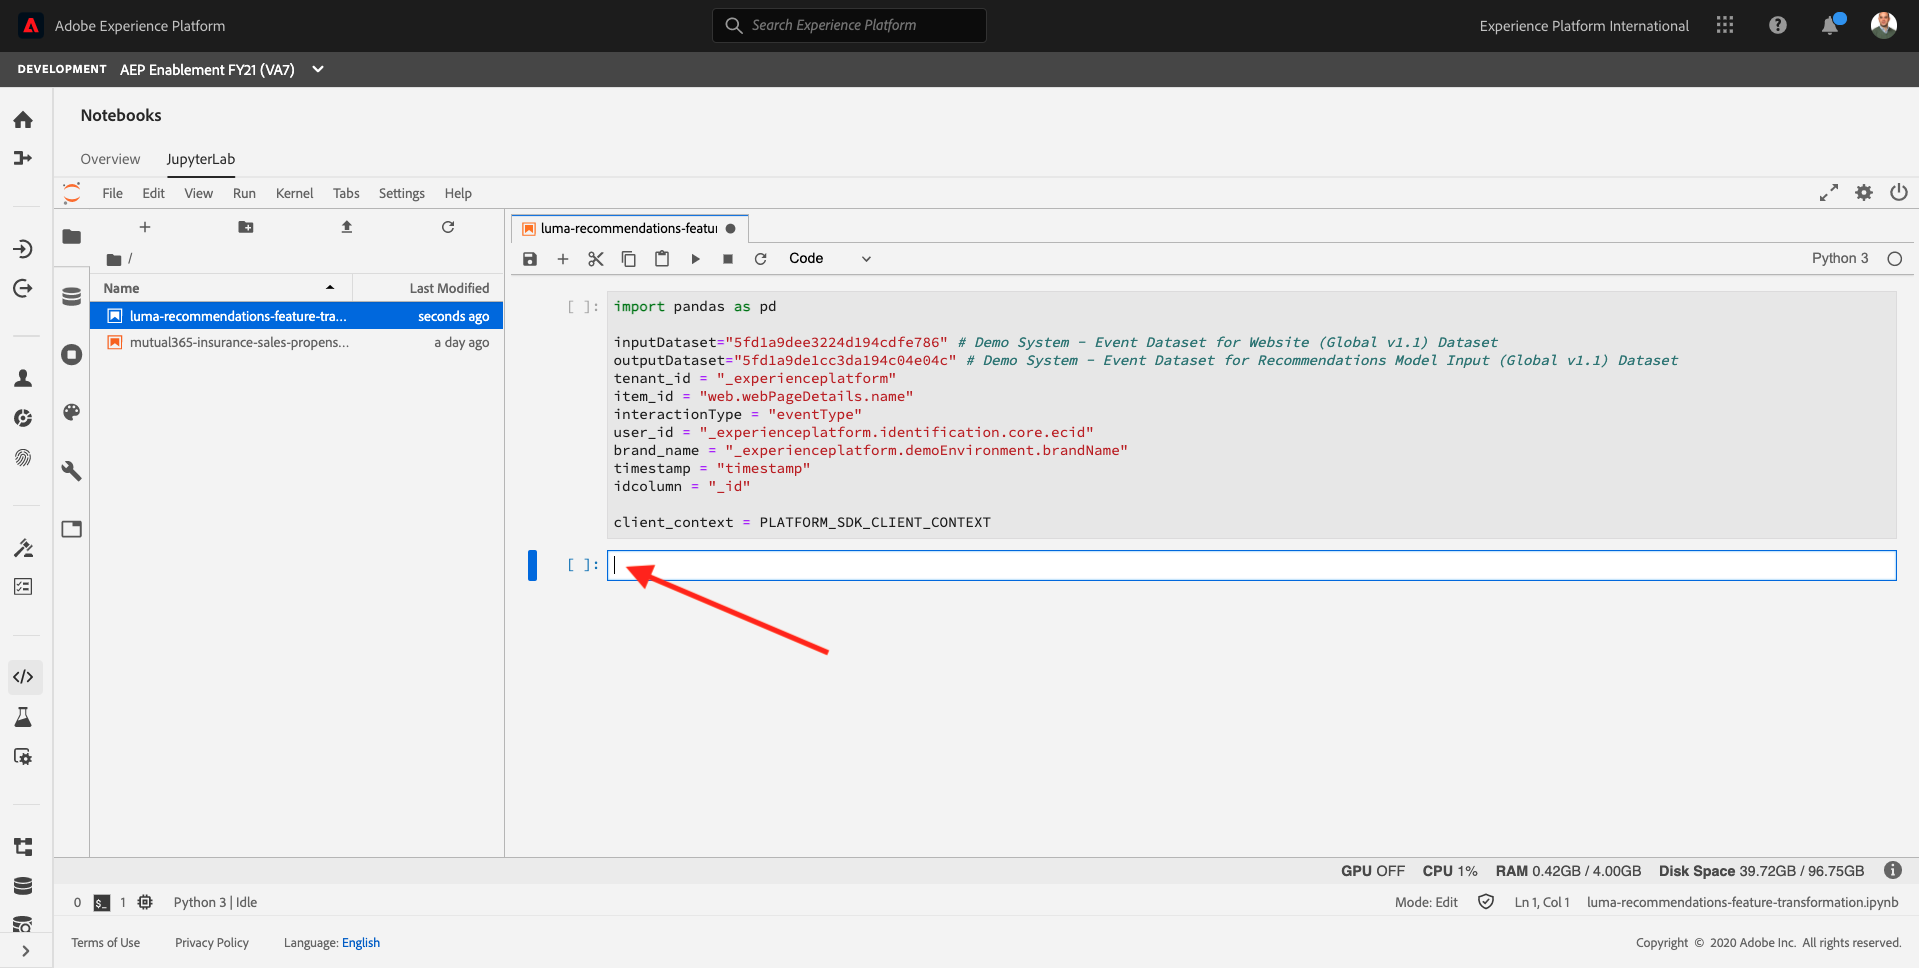 Adobe Experience Platform
Search Experience Platform
Experience Platform International
DEVELOPMENT AEP Enablement FY21 (VA7)
Notebooks
Overview JupyterLab
File Edit View Run Kernel Tabs Settings Help
luma-recommendations-featur
/
Code
Python 3
Name Last Modified
luma-recommendations-feature-tra... seconds ago
mutual365-insurance-sales-propens... a day ago
[ ]: import pandas as pd
inputDataset="5fd1a9dee3224d194cdfe786" # Demo System - Event Dataset for Website (Global v1.1) Dataset
outputDataset="5fd1a9de1cc3da194c04e04c" # Demo System - Event Dataset for Recommendations Model Input (Global v1.1) Dataset
tenant_id = "_experienceplatform"
item_id = "web.webPageDetails.name"
interactionType = "eventType"
user_id = "_experienceplatform.identification.core.ecid"
brand_name = "_experienceplatform.demoEnvironment.brandName"
timestamp = "timestamp"
idcolumn = "_id"
client_context = PLATFORM_SDK_CLIENT_CONTEXT
[ ]:
GPU OFF CPU 1% RAM 0.42GB / 4.00GB Disk Space 39.72GB / 96.75GB
0 $_ 1 Python 3 | Idle
Mode: Edit Ln 1, Col 1 luma-recommendations-feature-transformation.ipynb
Terms of Use Privacy Policy Language: English
Copyright © 2020 Adobe Inc. All rights reserved.